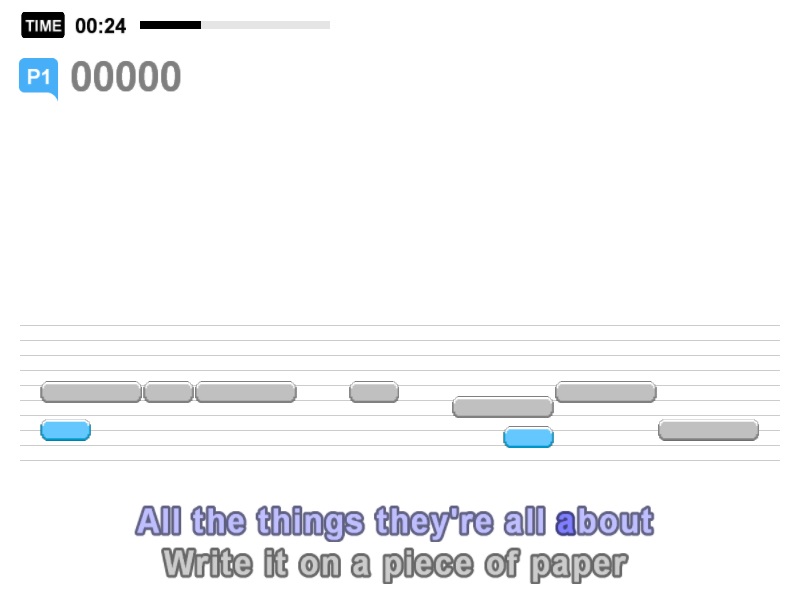 TIME 00:24
P1 00000
All the things they're all about
Write it on a piece of paper